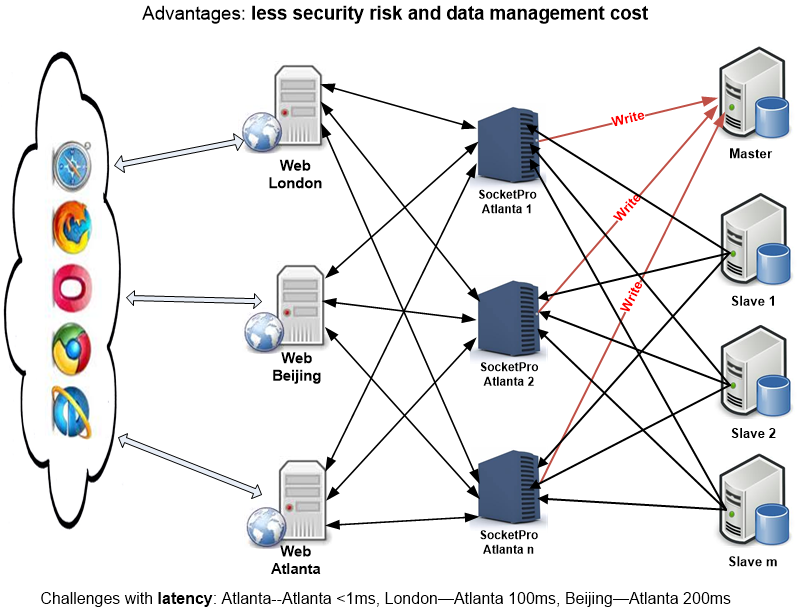 Advantages: less security risk and data management cost
Web
London
SocketPro
Atlanta 1
Write
Master
Write
Slave 1
Web
Beijing
SocketPro
Atlanta 2
Write
Slave 2
Web
Atlanta
SocketPro
Atlanta n
Slave m
Challenges with latency: Atlanta--Atlanta <1ms, London—Atlanta 100ms, Beijing—Atlanta 200ms